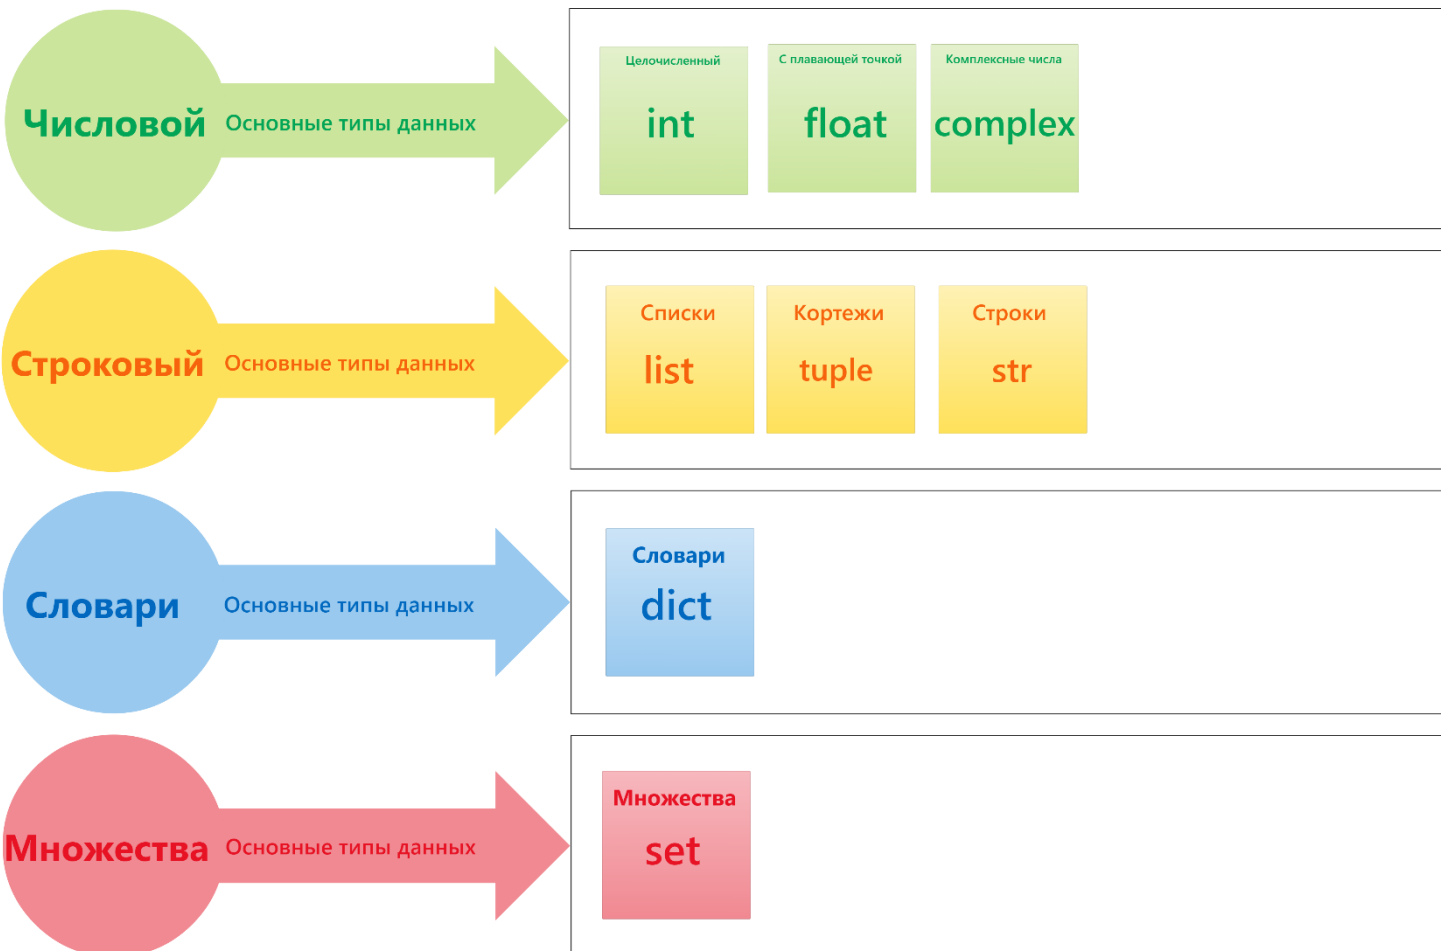 Числовой
Основные типы данных
Целочисленный
int
С плавающей точкой
float
Комплексные числа
complex
Строковый
Основные типы данных
Списки
list
Кортежи
tuple
Строки
str
Словари
Основные типы данных
Словари
dict
Множества
Основные типы данных
Множества
set